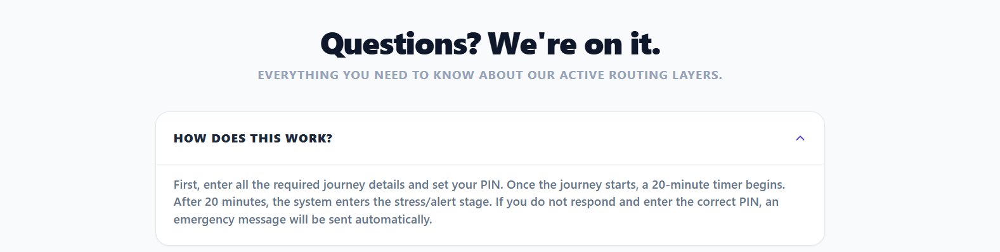 Questions? We're on it.
EVERYTHING YOU NEED TO KNOW ABOUT OUR ACTIVE ROUTING LAYERS.
HOW DOES THIS WORK?
First, enter all the required journey details and set your PIN. Once the journey starts, a 20-minute timer begins.
After 20 minutes, the system enters the stress/alert stage. If you do not respond and enter the correct PIN, an
emergency message will be sent automatically.